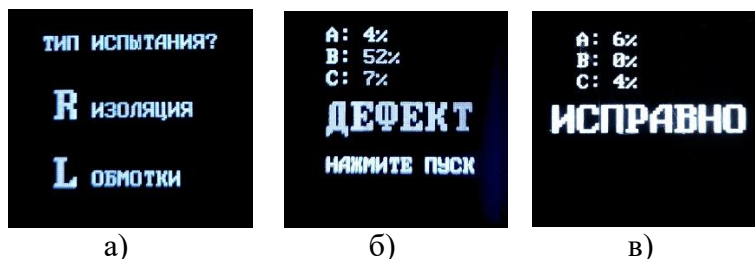 ТИП ИСПЫТАНИЯ?
R ИЗОЛЯЦИЯ
L ОБМОТКИ
а)
A: 4%
B: 52%
C: 7%
ДЕФЕКТ
НАЖМИТЕ ПУСК
б)
A: 6%
B: 0%
C: 4%
ИСПРАВНО
в)